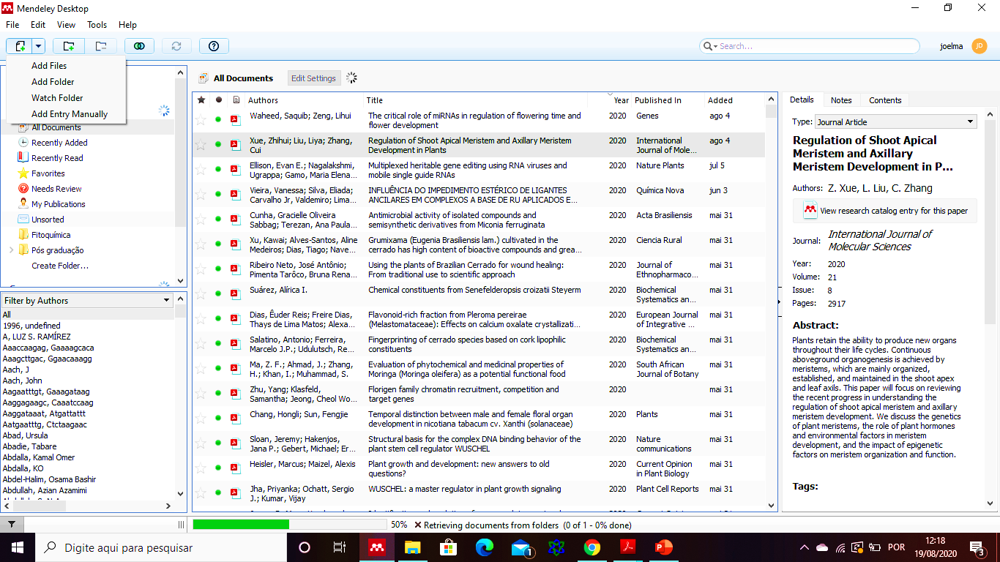 Mendeley Desktop
File Edit View Tools Help
Search...
joelma
JD
Add Files
Add Folder
Watch Folder
Add Entry Manually
All Documents
Recently Added
Recently Read
Favorites
Needs Review
My Publications
Unsorted
Fitoquímica
Pós graduação
Create Folder...
Filter by Authors
All
1996, undefined
A, LUZ S. RAMÍREZ
Aaaccaagag, Gaaaagcaca
Aaagcttgac, Ggaacaaagg
Aach, J
Aach, John
Aagaatttgt, Gaaagataag
Aaggagaagc, Caaatccaag
Aaggataaat, Atgattattt
Aatgaatttg, Ctctaagaac
Abad, Ursula
Abadie, Tabare
Abdalla, Kamal Omer
Abdalla, KO
Abdel-Halim, Osama Bashir
Abdullah, Azian Azamimi
All Documents Edit Settings
Authors Title Year Published In Added
Waheed, Saquib; Zeng, Lihui The critical role of miRNAs in regulation of flowering time and 2020 Genes ago 4
flower development
Xue, Zhihui; Liu, Liya; Zhang, Regulation of Shoot Apical Meristem and Axillary Meristem 2020 International ago 4
Cui Development in Plants Journal of Mole...
Ellison, Evan E.; Nagalakshmi, Multiplexed heritable gene editing using RNA viruses and 2020 Nature Plants jul 5
Ugrappa; Gamo, Maria Elena... mobile single guide RNAs
Vieira, Vanessa; Silva, Eliada; INFLUÊNCIA DO IMPEDIMENTO ESTÉRICO DE LIGANTES 2020 Química Nova jun 3
Carvalho Jr, Valdemiro; Lima... ANCILARES EM COMPLEXOS A BASE DE RU APLICADOS E...
Cunha, Gracielle Oliveira Antimicrobial activity of isolated compounds and 2020 Acta Brasiliensis mai 31
Sabbag; Terezan, Ana Paula... semisynthetic derivatives from Miconia ferruginata
Xu, Kawai; Alves-Santos, Aline Grumixama (Eugenia Brasiliensis lam.) cultivated in the 2020 Ciencia Rural mai 31
Medeiros; Dias, Tiago; Nave... cerrado has high content of bioactive compounds and grea...
Ribeiro Neto, José Antônio; Using the plants of Brazilian Cerrado for wound healing: 2020 Journal of mai 31
Pimenta Tarôco, Bruna Rena... From traditional use to scientific approach Ethnopharmaco...
Suárez, Alírica I. Chemical constituents from Senefelderopsis croizatii Steyerm 2020 Biochemical mai 31
Systematics an...
Dias, Êuder Reis; Freire Dias, Flavonoid-rich fraction from Pleroma pereirae 2020 European Journal mai 31
Thays de Lima Matos; Alexa... (Melastomataceae): Effects on calcium oxalate crystallizati... of Integrative ...
Salatino, Antonio; Ferreira, Fingerprinting of cerrado species based on cork lipophilic 2020 Biochemical mai 31
Marcelo J.P.; Udulutsch, Re... constituents Systematics an...
Ma, Z. F.; Ahmad, J.; Zhang, Evaluation of phytochemical and medicinal properties of 2020 South African mai 31
H.; Khan, I.; Muhammad, S. Moringa (Moringa oleifera) as a potential functional food Journal of Botany
Zhu, Yang; Klasfeld, Florigen family chromatin recruitment, competition and 2020 mai 31
Samantha; Jeong, Cheol Wo... target genes
Chang, Hongli; Sun, Fengjie Temporal distinction between male and female floral organ 2020 Plants mai 31
development in nicotiana tabacum cv. Xanthi (solanaceae)
Sloan, Jeremy; Hakenjos, Structural basis for the complex DNA binding behavior of the 2020 Nature mai 31
Jana P.; Gebert, Michael; Er... plant stem cell regulator WUSCHEL communications
Heisler, Marcus; Maizel, Alexis Plant growth and development: new answers to old 2020 Current Opinion mai 31
questions? in Plant Biology
Jha, Priyanka; Ochatt, Sergio WUSCHEL: a master regulator in plant growth signaling 2020 Plant Cell Reports mai 31
J.; Kumar, Vijay
Details Notes Contents
Type: Journal Article
Regulation of Shoot Apical
Meristem and Axillary
Meristem Development in P...
Authors: Z. Xue, L. Liu, C. Zhang
View research catalog entry for this paper
Journal: International Journal of
Molecular Sciences
Year: 2020
Volume: 21
Issue: 8
Pages: 2917
Abstract:
Plants retain the ability to produce new organs
throughout their life cycles. Continuous
aboveground organogenesis is achieved by
meristems, which are mainly organized,
established, and maintained in the shoot apex
and leaf axils. This paper will focus on reviewing
the recent progress in understanding the
regulation of shoot apical meristem and axillary
meristem development. We discuss the genetics
of plant meristems, the role of plant hormones
and environmental factors in meristem
development, and the impact of epigenetic
factors on meristem organization and function.
Tags:
50% Retrieving documents from folders (0 of 1 - 0% done)
Digite aqui para pesquisar
1
POR
12:18
19/08/2020
3